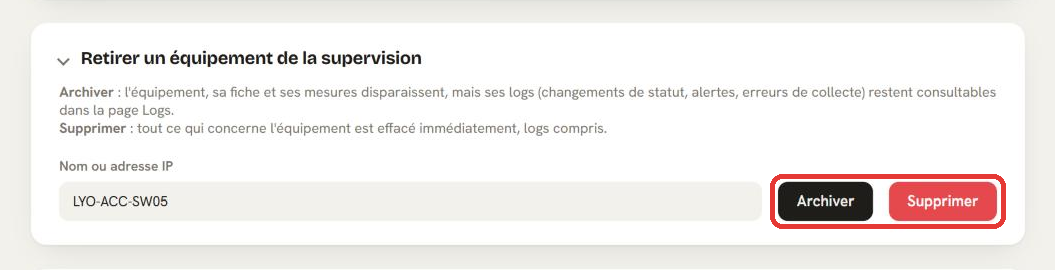 Retirer un équipement de la supervision
Archiver : l'équipement, sa fiche et ses mesures disparaissent, mais ses logs (changements de statut, alertes, erreurs de collecte) restent consultables
dans la page Logs.
Supprimer : tout ce qui concerne l'équipement est effacé immédiatement, logs compris.
Nom ou adresse IP
LYO-ACC-SW05
Archiver
Supprimer